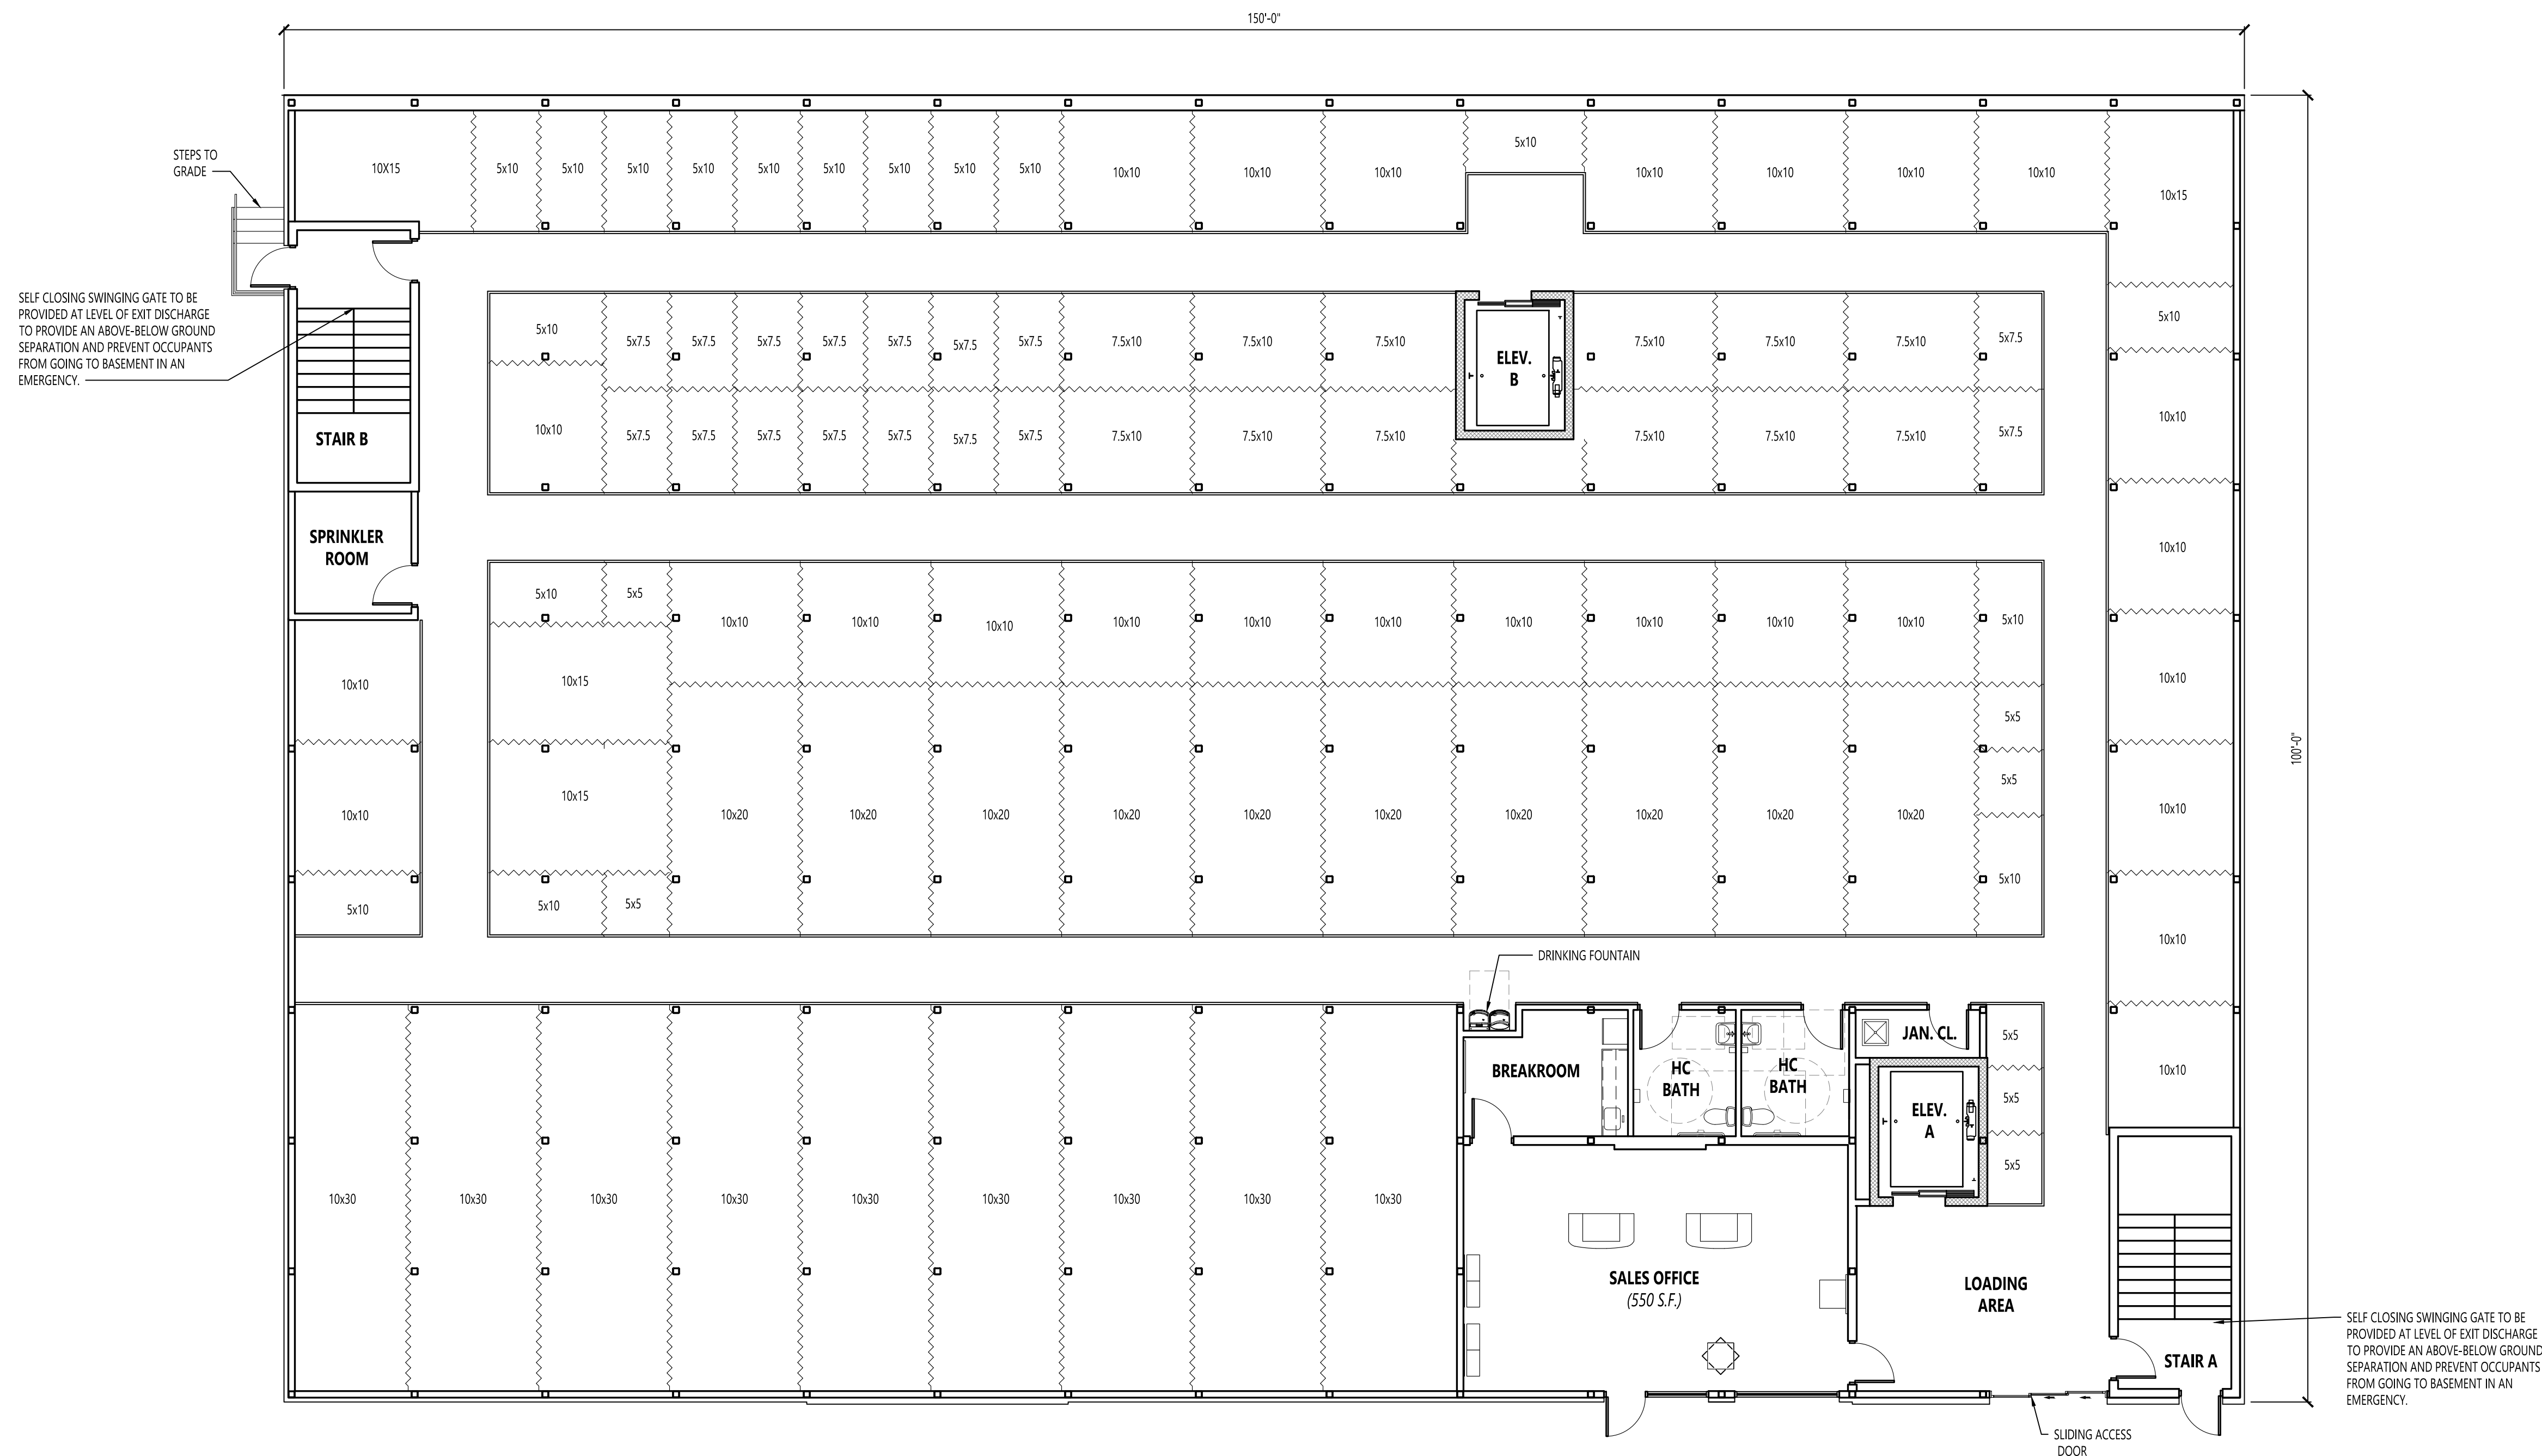 150'-0"
5x10
STEPS TO
GRADE
10X15
5x10
5x10
5x10
5x10
5x10
5x10
5x10
5x10
5x10
10x10
10x10
10x10
10x10
10x10
10x10
10x10
10x15
SELF CLOSING SWINGING GATE TO BE
PROVIDED AT LEVEL OF EXIT DISCHARGE
TO PROVIDE AN ABOVE-BELOW GROUND
SEPARATION AND PREVENT OCCUPANTS
FROM GOING TO BASEMENT IN AN
EMERGENCY.
5x10
5x10
5x7.5
5x7.5
5x7.5
5x7.5
5x7.5
5x7.5
5x7.5
7.5x10
7.5x10
7.5x10
ELEV.
B
7.5x10
7.5x10
7.5x10
5x7.5
10x10
STAIR B
10x10
5x7.5
5x7.5
5x7.5
5x7.5
5x7.5
5x7.5
5x7.5
7.5x10
7.5x10
7.5x10
7.5x10
7.5x10
7.5x10
5x7.5
SPRINKLER
ROOM
10x10
5x10
5x5
10x10
10x10
10x10
10x10
10x10
10x10
10x10
10x10
10x10
10x10
5x10
10x10
10x10
10x15
5x5
100'-0"
10x15
5x5
10x10
10x10
10x20
10x20
10x20
10x20
10x20
10x20
10x20
10x20
10x20
10x20
5x10
5x10
5x10
5x5
10x10
DRINKING FOUNTAIN
BREAKROOM
HC
BATH
HC
BATH
JAN. CL.
5x5
10x10
5x5
ELEV.
A
5x5
10x30
10x30
10x30
10x30
10x30
10x30
10x30
10x30
10x30
SALES OFFICE
(550 S.F.)
LOADING
AREA
STAIR A
SELF CLOSING SWINGING GATE TO BE
PROVIDED AT LEVEL OF EXIT DISCHARGE
TO PROVIDE AN ABOVE-BELOW GROUND
SEPARATION AND PREVENT OCCUPANTS
FROM GOING TO BASEMENT IN AN
EMERGENCY.
SLIDING ACCESS
DOOR